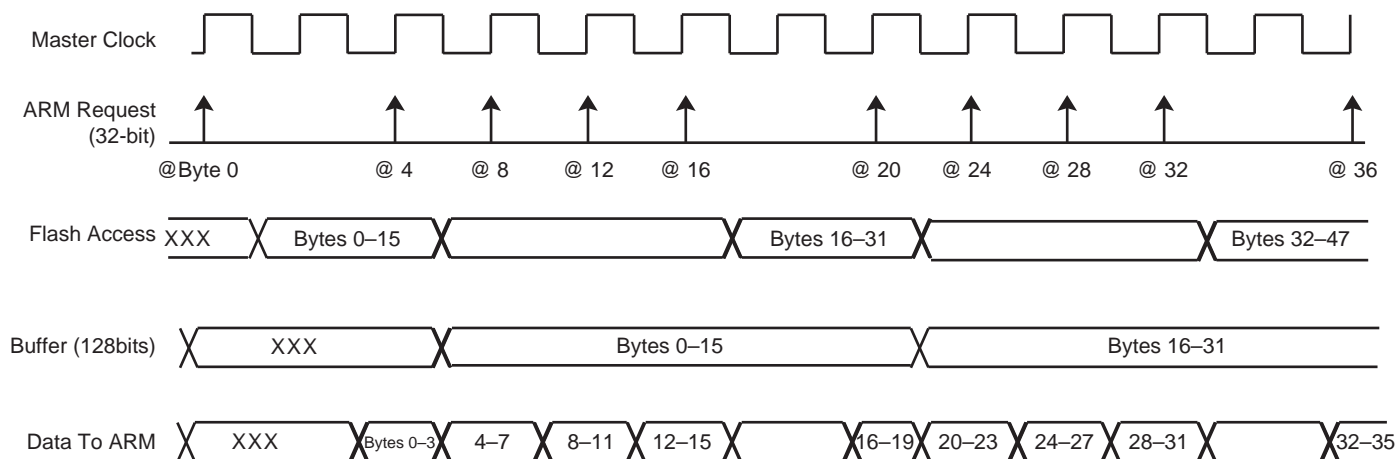 Master Clock
ARM Request
(32-bit)
@Byte 0 @ 4 @ 8 @ 12 @ 16 @ 20 @ 24 @ 28 @ 32 @ 36
Flash Access XXX Bytes 0–15 Bytes 16–31 Bytes 32–47
Buffer (128bits) XXX Bytes 0–15 Bytes 16–31
Data To ARM XXX Bytes 0–3 4–7 8–11 12–15 16–19 20–23 24–27 28–31 32–35